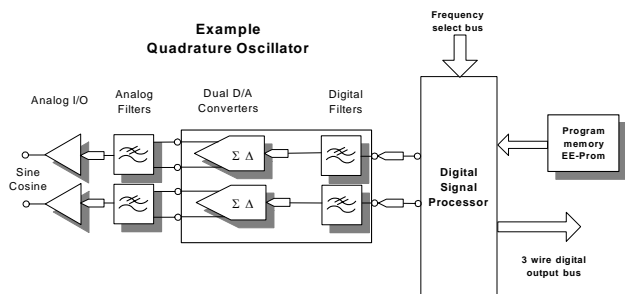 Example
Quadrature Oscillator
Frequency
select bus
Analog I/O
Analog
Filters
Dual D/A
Converters
Digital
Filters
Sine
Cosine
Σ Δ
Σ Δ
Digital
Signal
Processor
Program
memory
EE-Prom
3 wire digital
output bus